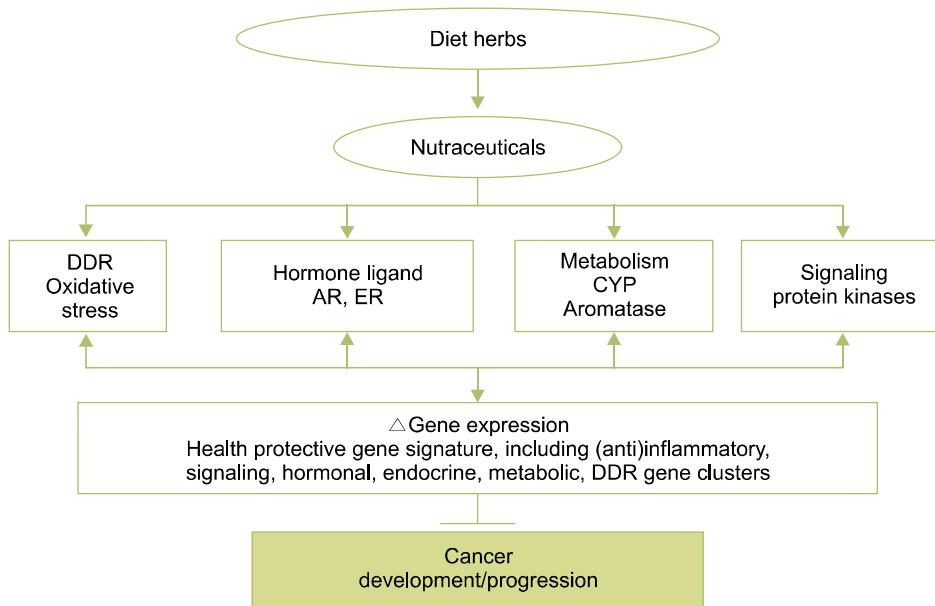 Diet herbs
Nutraceuticals
DDR
Oxidative
stress
Hormone ligand
AR, ER
Metabolism
CYP
Aromatase
Signaling
protein kinases
△Gene expression
Health protective gene signature, including (anti)inflammatory,
signaling, hormonal, endocrine, metabolic, DDR gene clusters
Cancer
development/progression